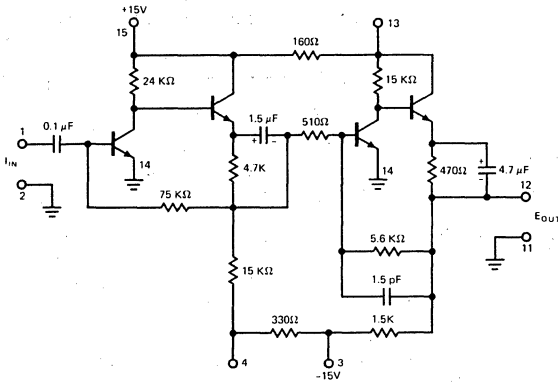 +15V
15
13
160Ω
24 KΩ
15 KΩ
0.1 μF
1.5 μF
510Ω
1
+ −
+
I_IN
14
4.7K
14
470Ω
4.7 μF
−
2
12
75 KΩ
E_OUT
5.6 KΩ
11
15 KΩ
1.5 pF
330Ω
1.5K
4
3
-15V